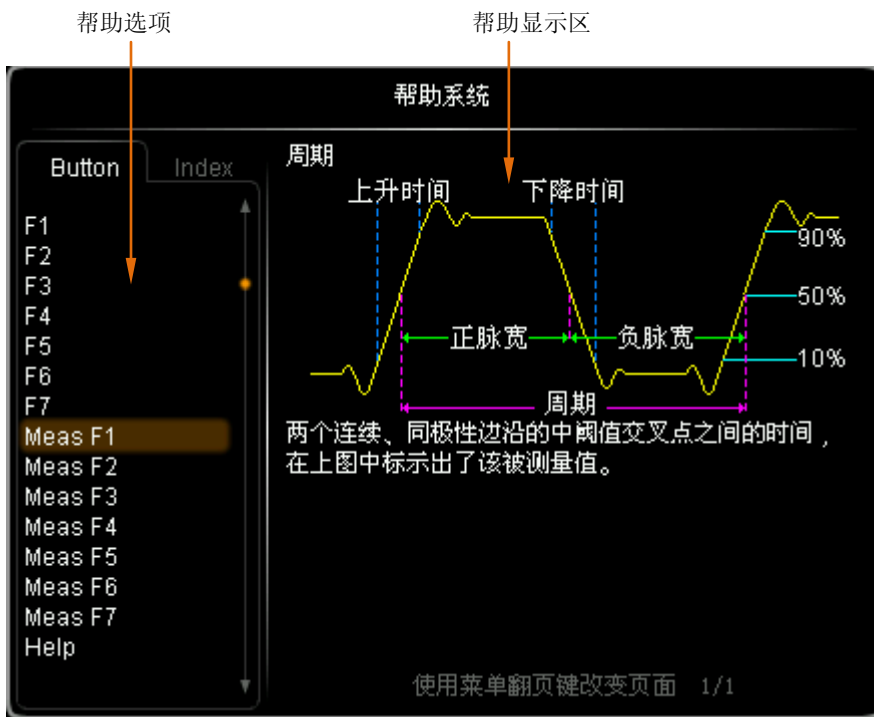 帮助选项
帮助显示区
帮助系统
Button
Index
F1
F2
F3
F4
F5
F6
F7
Meas F1
Meas F2
Meas F3
Meas F4
Meas F5
Meas F6
Meas F7
Help
周期
上升时间
下降时间
90%
50%
正脉宽
负脉宽
10%
周期
两个连续、同极性边沿的中阈值交叉点之间的时间，
在上图中标示出了该被测量值。
使用菜单翻页键改变页面 1/1